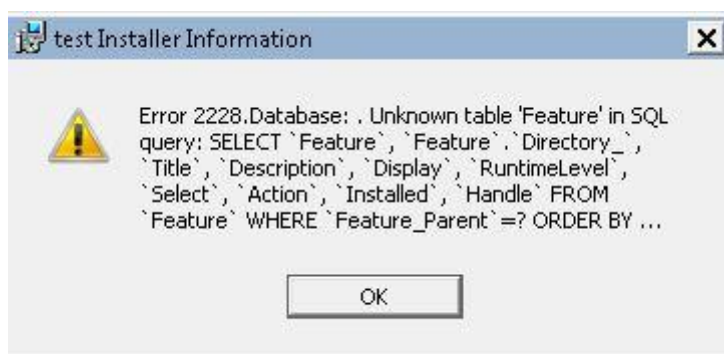 test Installer Information
Error 2228.Database: . Unknown table 'Feature' in SQL
query: SELECT `Feature`, `Feature`.`Directory_`,
`Title`, `Description`, `Display`, `RuntimeLevel`,
`Select`, `Action`, `Installed`, `Handle` FROM
`Feature` WHERE `Feature_Parent`=? ORDER BY ...
OK